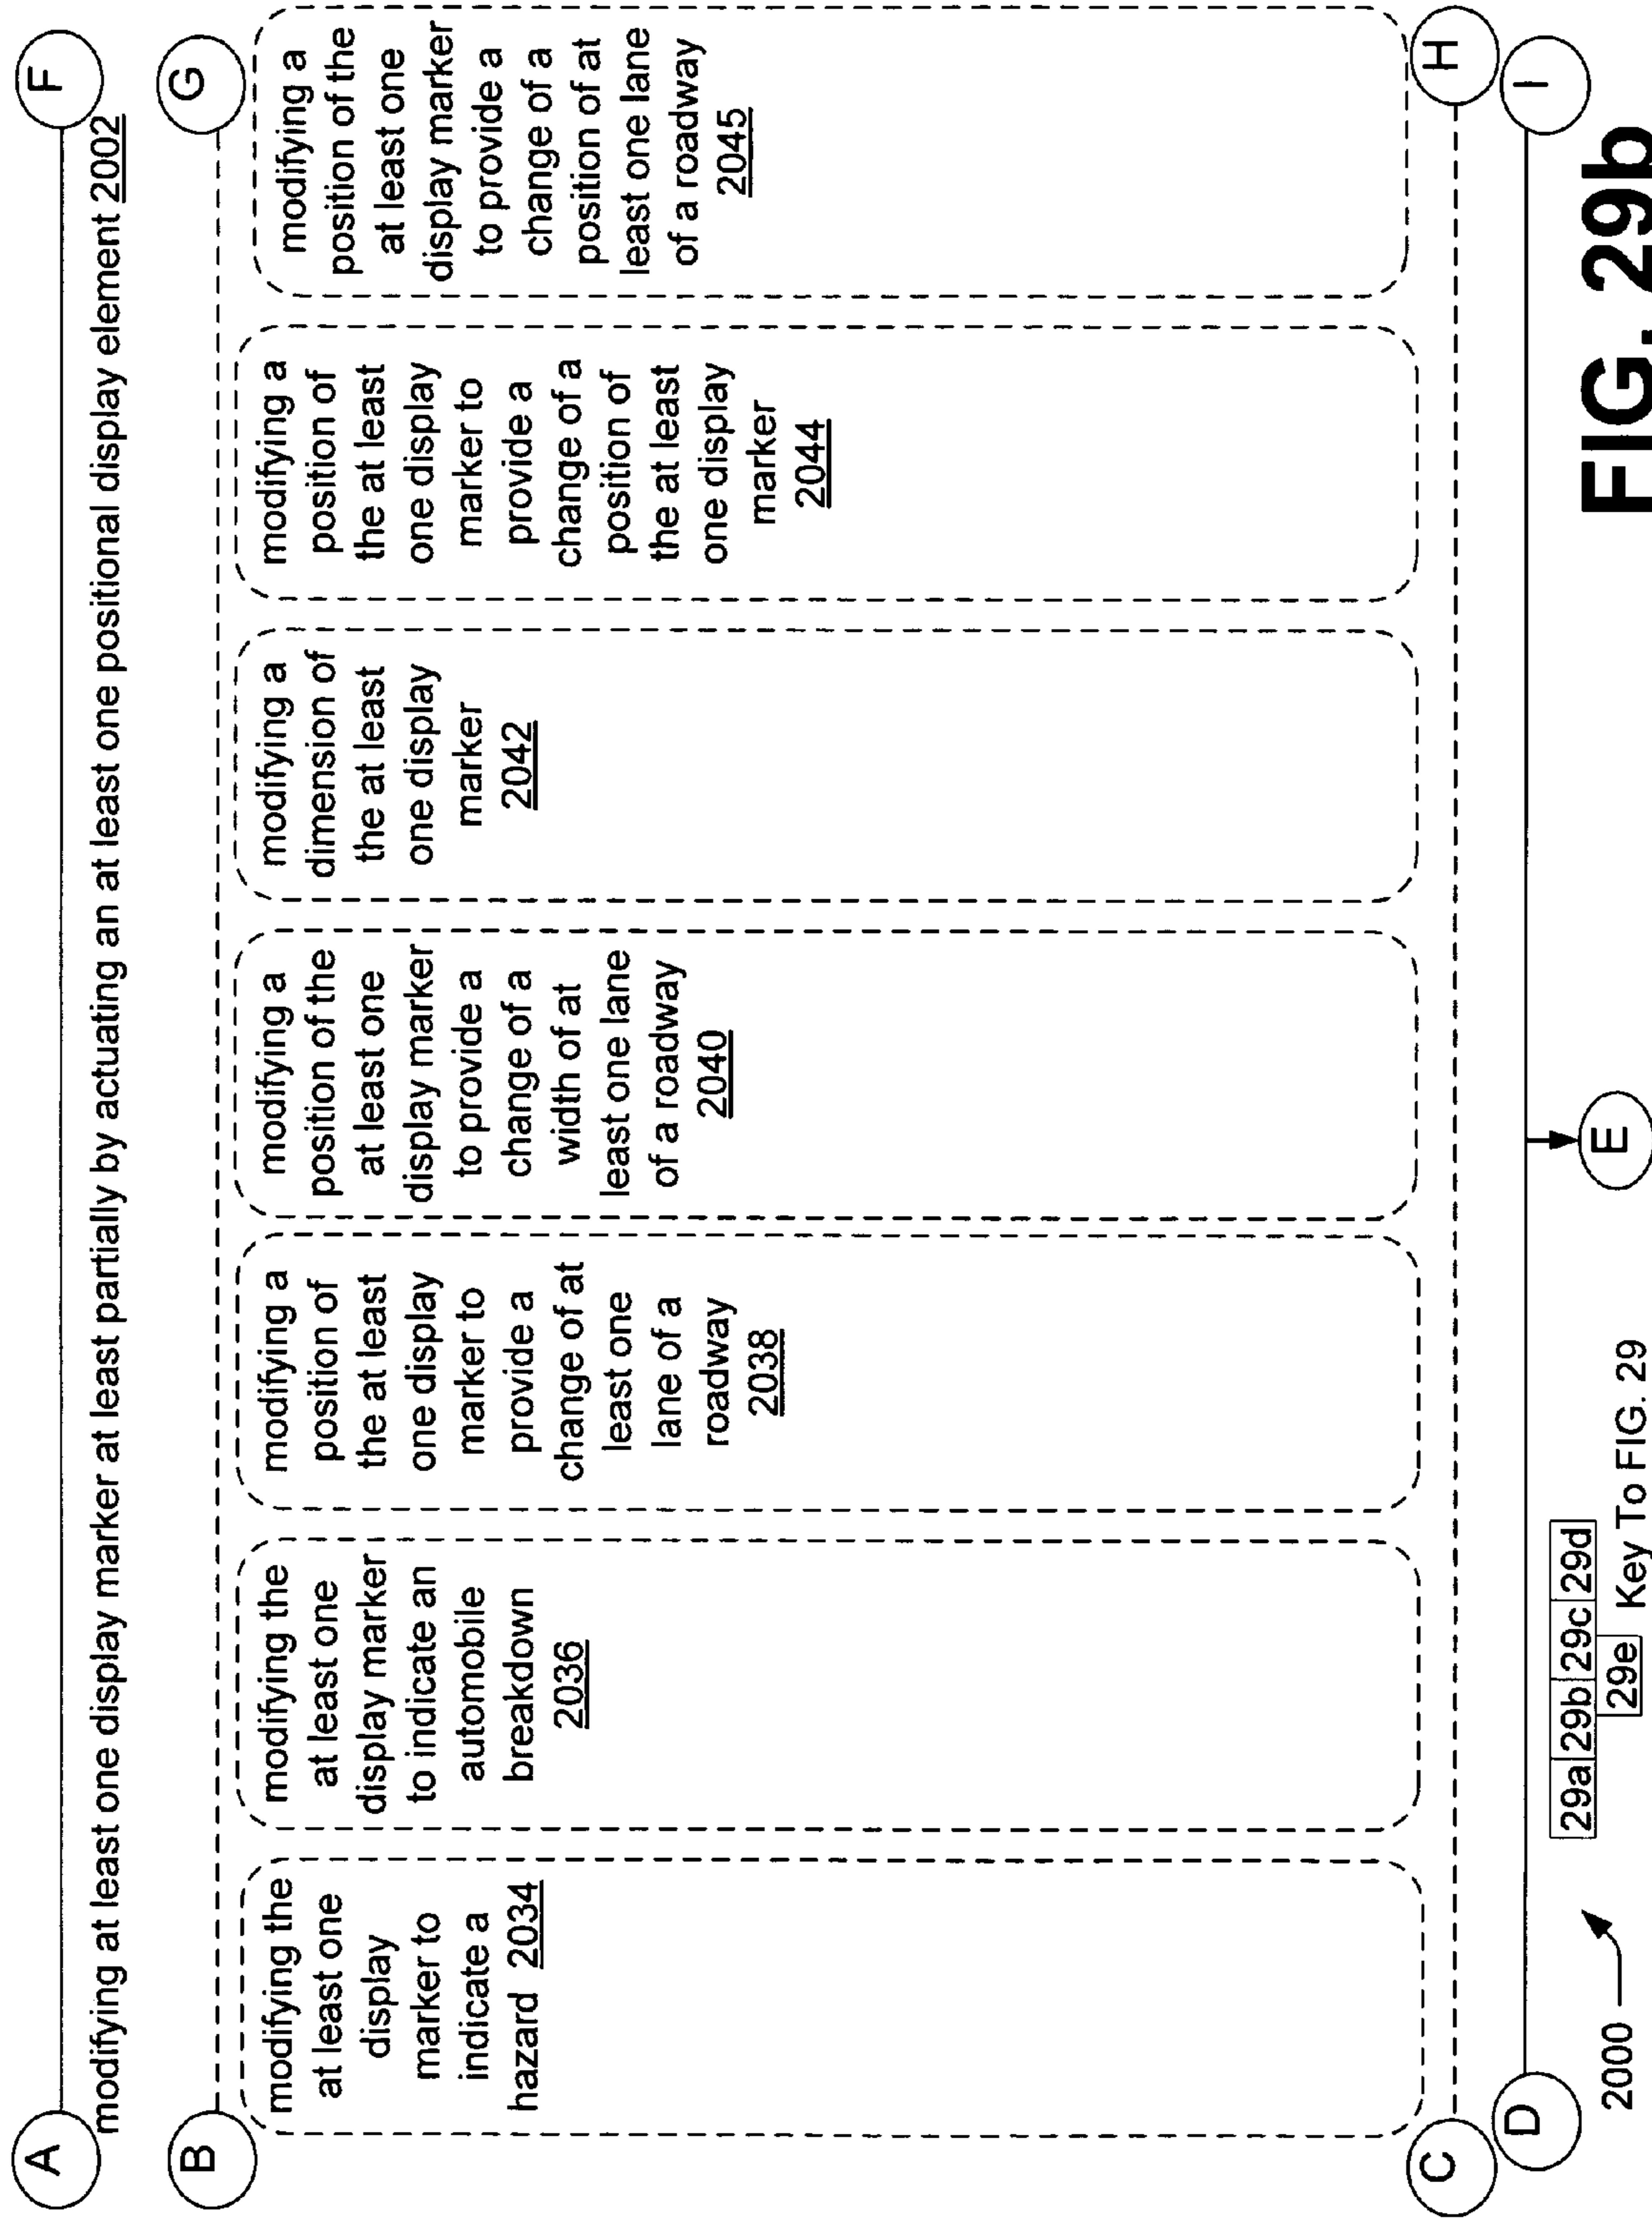 A
F
modifying at least one display marker at least partially by actuating an at least one positional display element 2002
B
G
modifying the
at least one
display
marker to
indicate a
hazard 2034
modifying the
at least one
display marker
to indicate an
automobile
breakdown
2036
modifying a
position of
the at least
one display
marker to
provide a
change of at
least one
lane of a
roadway
2038
modifying a
position of the
at least one
display marker
to provide a
change of a
width of at
least one lane
of a roadway
2040
modifying a
dimension of
the at least
one display
marker
2042
modifying a
position of
the at least
one display
marker to
provide a
change of a
position of
the at least
one display
marker
2044
modifying a
position of the
at least one
display marker
to provide a
change of a
position of at
least one lane
of a roadway
2045
C
H
D
I
E
2000
29a 29b 29c 29d
29e
Key To FIG. 29
FIG. 29b